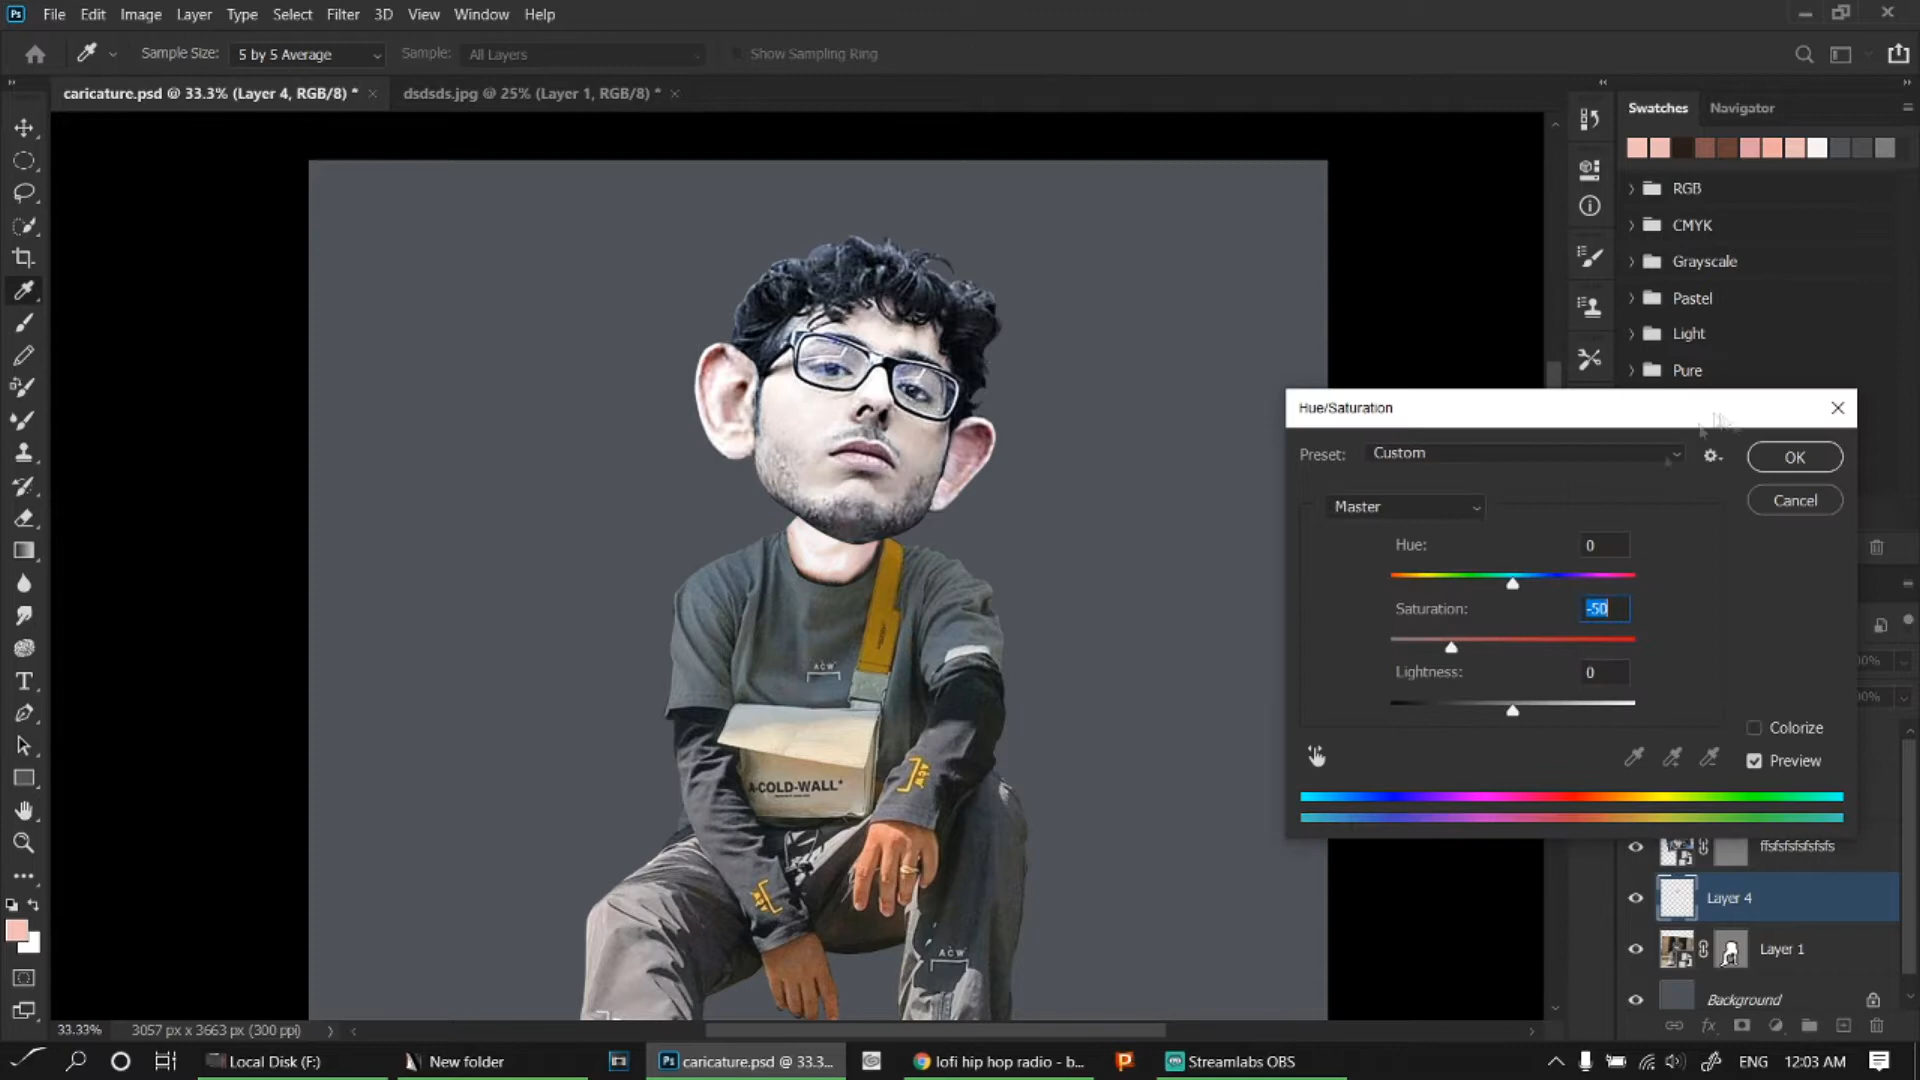 Ps File Edit Image Layer Type Select Filter 3D View Window Help
Sample Size: 5 by 5 Average Sample: All Layers Show Sampling Ring
caricature.psd @ 33.3% (Layer 4, RGB/8) * dsdsds.jpg @ 25% (Layer 1, RGB/8) *
Swatches Navigator
RGB
CMYK
Grayscale
Pastel
Light
Pure
Hue/Saturation
Preset: Custom
OK
Master
Cancel
Hue: 0
Saturation: -50
Lightness: 0
Colorize
Preview
ACW
A-COLD-WALL*
ACW
ffsfsfsfsfsfs
Layer 4
Layer 1
Background
33.33% 3057 px x 3663 px (300 ppi)
Local Disk (F:) New folder caricature.psd @ 33.3... lofi hip hop radio - b... Streamlabs OBS ENG 12:03 AM